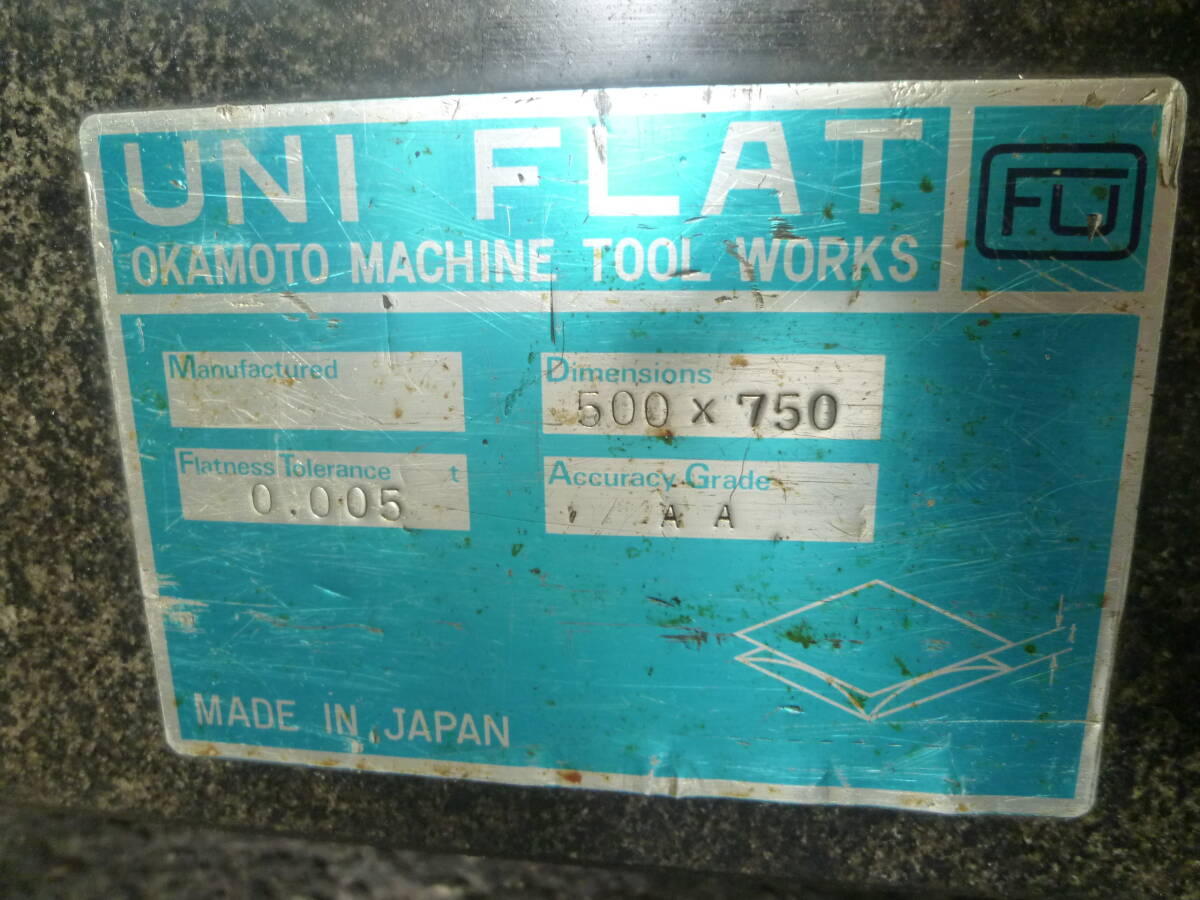 UNI FLAT
FU
OKAMOTO MACHINE TOOL WORKS
Manufactured
Dimensions
500 x 750
Flatness Tolerance t
0.005
Accuracy Grade
A A
MADE IN JAPAN